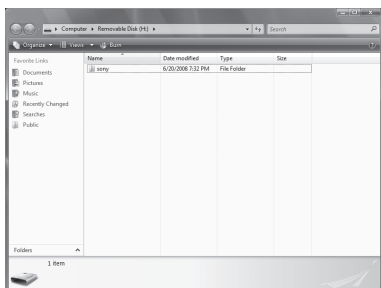 Computer ▸ Removable Disk (H:) ▸ Search
Organize Views Burn
Favorite Links
Documents
Pictures
Music
Recently Changed
Searches
Public
Folders
Name Date modified Type Size
sony 6/20/2008 7:32 PM File Folder
1 item